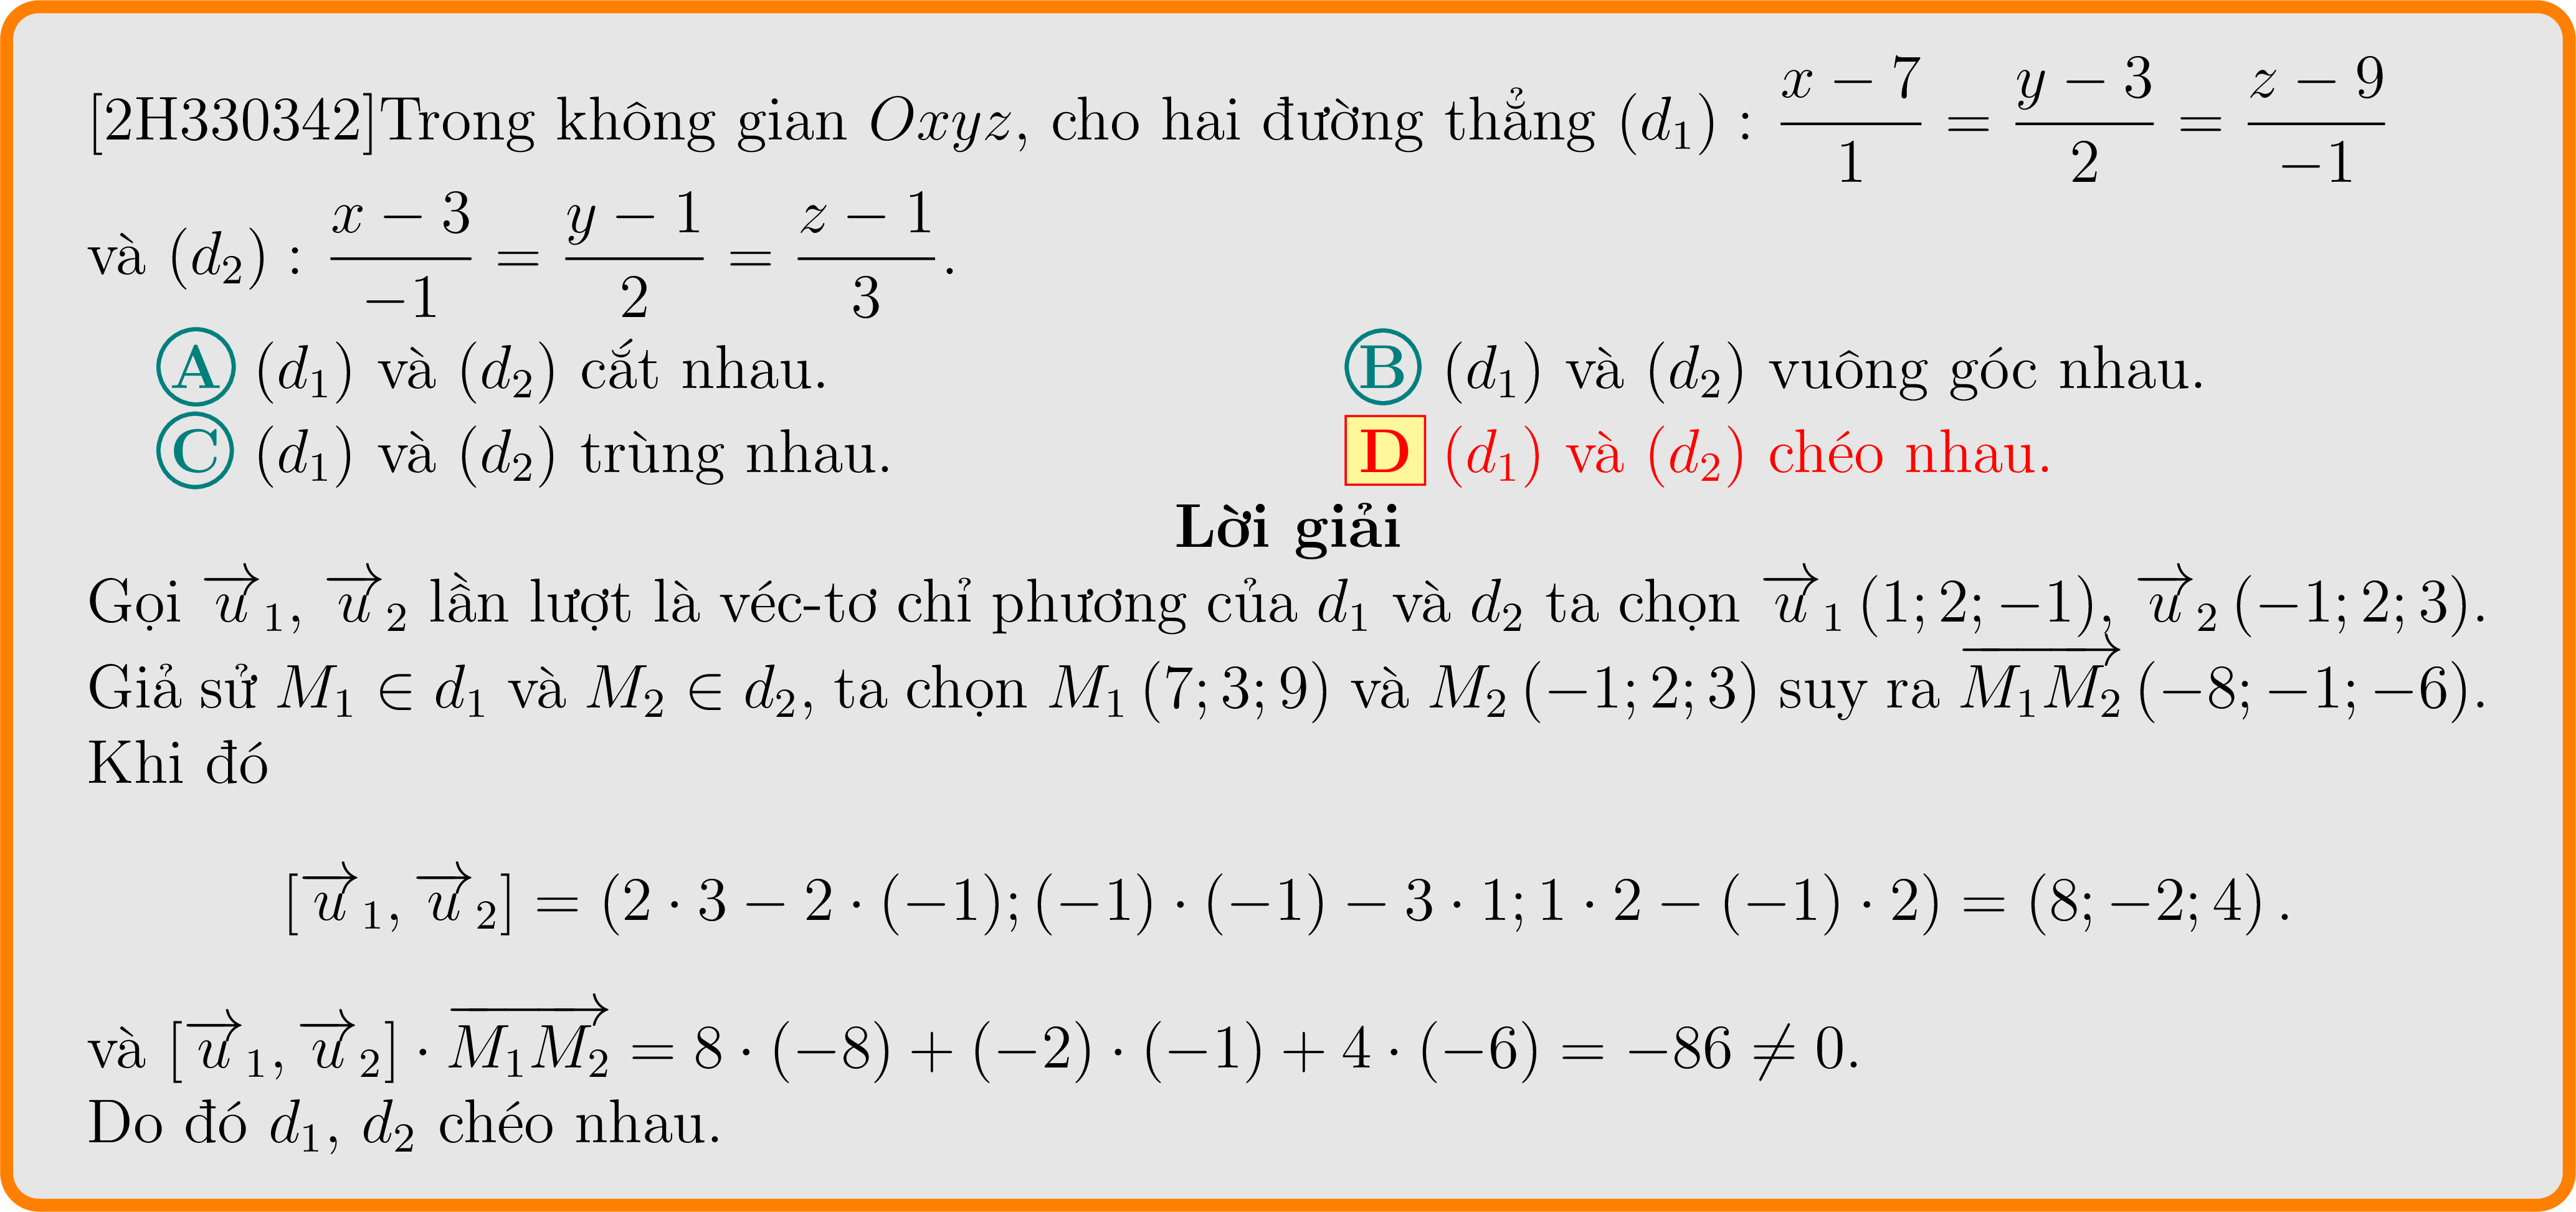 [2H330342]Trong không gian $Oxyz$, cho hai đường thẳng $(d_1) : \dfrac{x-7}{1} = \dfrac{y-3}{2} = \dfrac{z-9}{-1}$
và $(d_2) : \dfrac{x-3}{-1} = \dfrac{y-1}{2} = \dfrac{z-1}{3}$.
A $(d_1)$ và $(d_2)$ cắt nhau. B $(d_1)$ và $(d_2)$ vuông góc nhau.
C $(d_1)$ và $(d_2)$ trùng nhau. D $(d_1)$ và $(d_2)$ chéo nhau.
Lời giải
Gọi $\overrightarrow{u}_1$, $\overrightarrow{u}_2$ lần lượt là véc-tơ chỉ phương của $d_1$ và $d_2$ ta chọn $\overrightarrow{u}_1(1; 2; -1)$, $\overrightarrow{u}_2(-1; 2; 3)$.
Giả sử $M_1 \in d_1$ và $M_2 \in d_2$, ta chọn $M_1(7; 3; 9)$ và $M_2(-1; 2; 3)$ suy ra $\overrightarrow{M_1M_2}(-8; -1; -6)$.
Khi đó
$[\overrightarrow{u}_1, \overrightarrow{u}_2] = (2 \cdot 3 - 2 \cdot (-1); (-1) \cdot (-1) - 3 \cdot 1; 1 \cdot 2 - (-1) \cdot 2) = (8; -2; 4)$.
và $[\overrightarrow{u}_1, \overrightarrow{u}_2] \cdot \overrightarrow{M_1M_2} = 8 \cdot (-8) + (-2) \cdot (-1) + 4 \cdot (-6) = -86 \neq 0$.
Do đó $d_1$, $d_2$ chéo nhau.